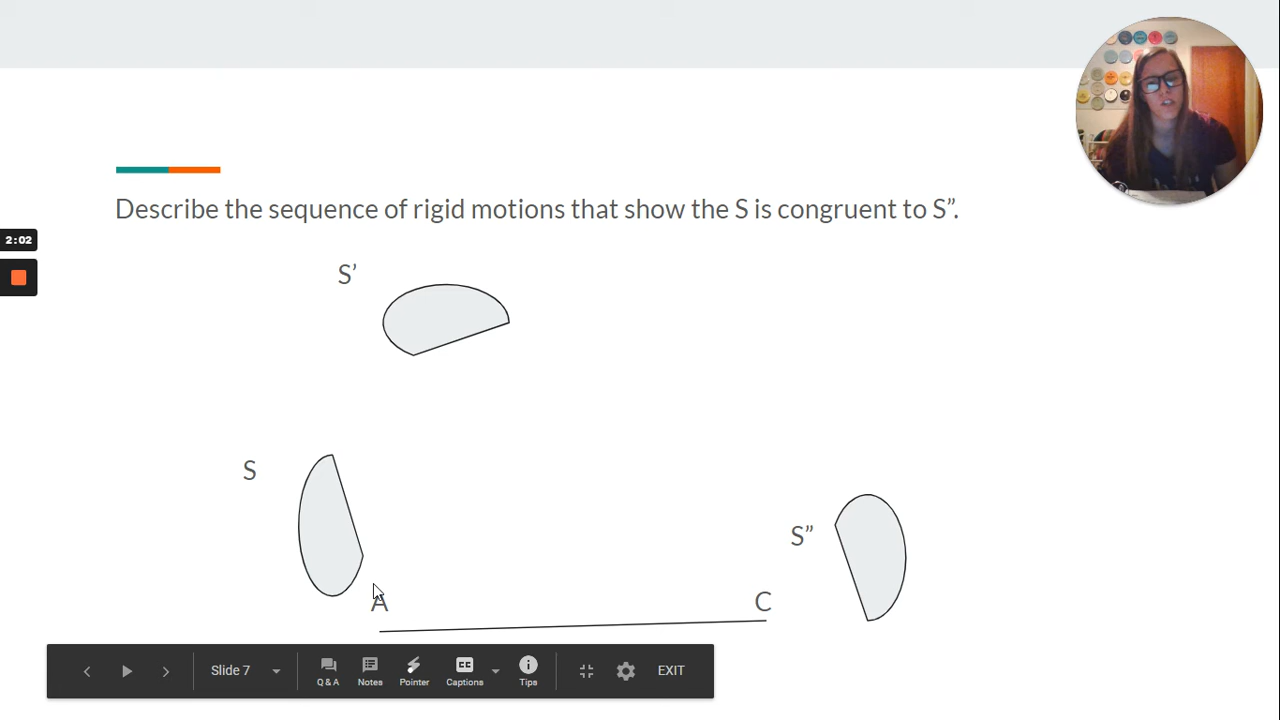 Describe the sequence of rigid motions that show the S is congruent to S”.
2:02
S’
S
S”
A
C
Slide 7
Q & A
Notes
Pointer
Captions
Tips
EXIT